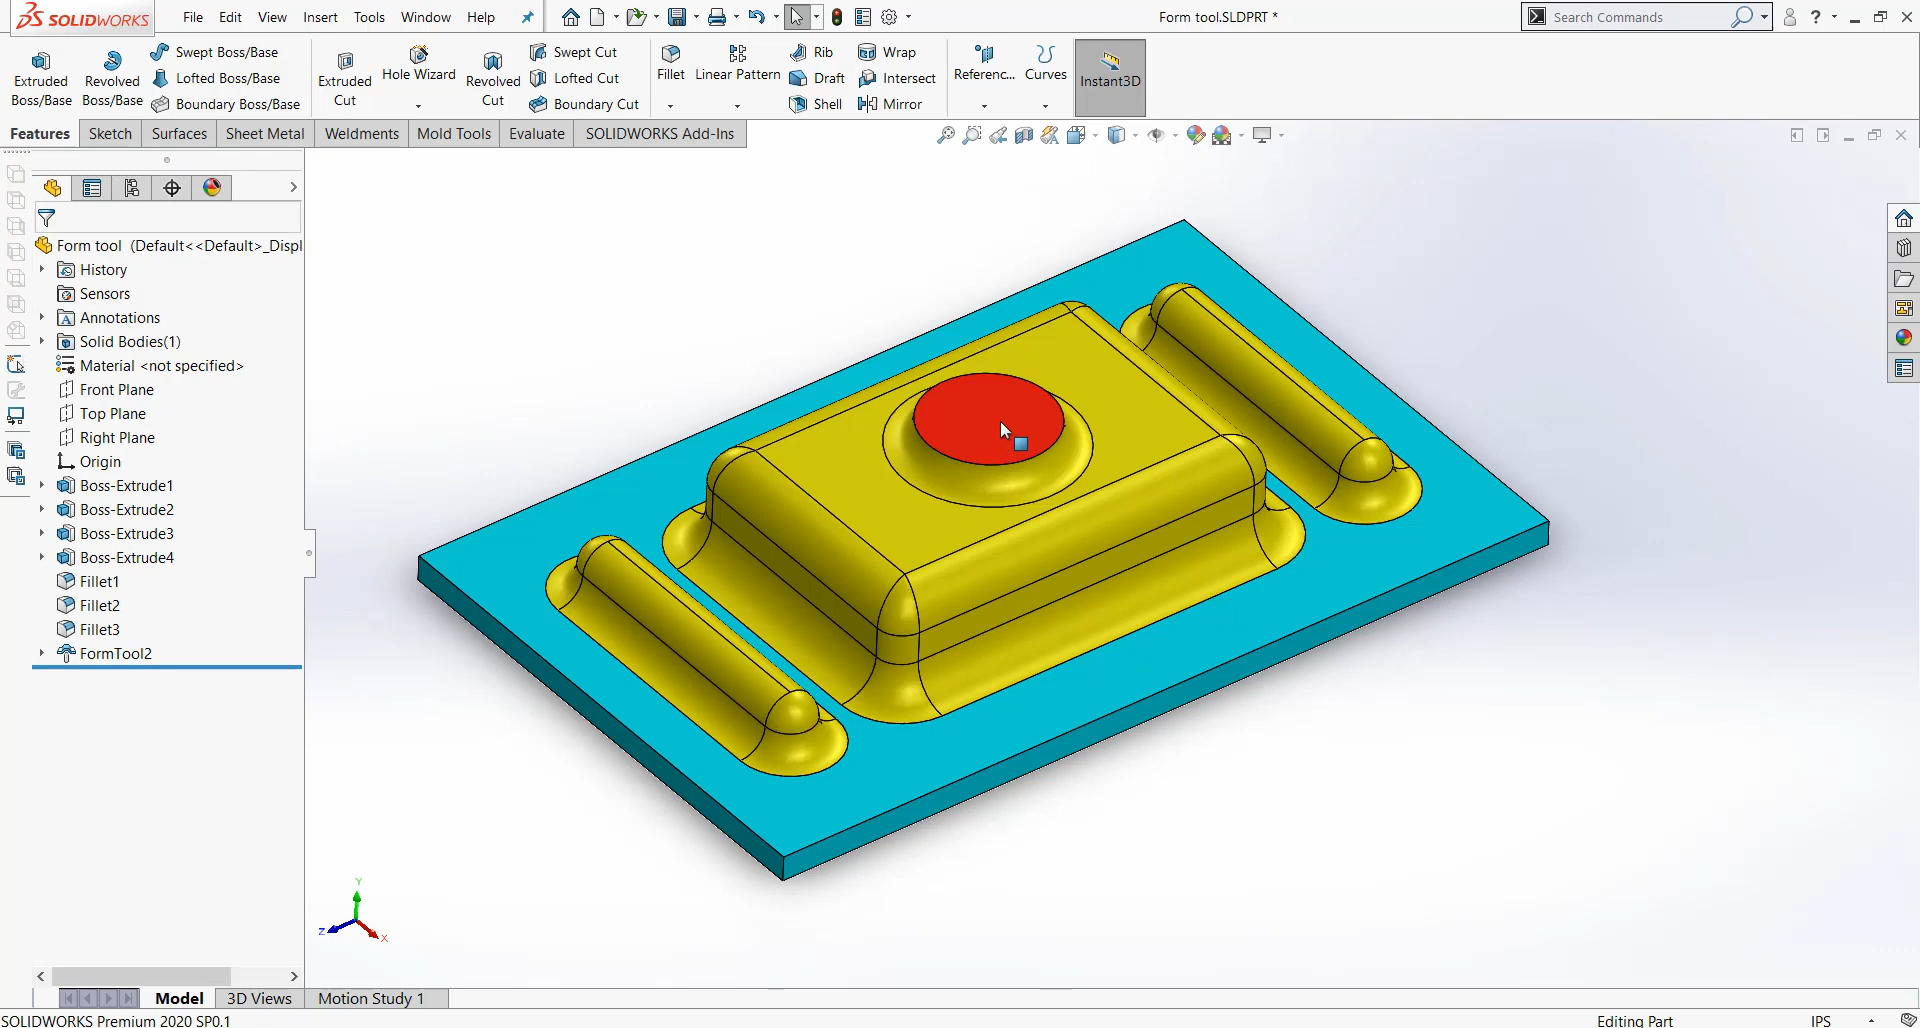 SOLIDWORKS
File Edit View Insert Tools Window Help
Form tool.SLDPRT *
Search Commands
Extruded Boss/Base
Revolved Boss/Base
Swept Boss/Base
Lofted Boss/Base
Boundary Boss/Base
Extruded Cut
Hole Wizard
Revolved Cut
Swept Cut
Lofted Cut
Boundary Cut
Fillet
Linear Pattern
Rib
Draft
Shell
Wrap
Intersect
Mirror
Referenc...
Curves
Instant3D
Features Sketch Surfaces Sheet Metal Weldments Mold Tools Evaluate SOLIDWORKS Add-Ins
Form tool (Default<<Default>_Displ
History
Sensors
Annotations
Solid Bodies(1)
Material <not specified>
Front Plane
Top Plane
Right Plane
Origin
Boss-Extrude1
Boss-Extrude2
Boss-Extrude3
Boss-Extrude4
Fillet1
Fillet2
Fillet3
FormTool2
Y
Z
X
Model 3D Views Motion Study 1
SOLIDWORKS Premium 2020 SP0.1
Editing Part
IPS